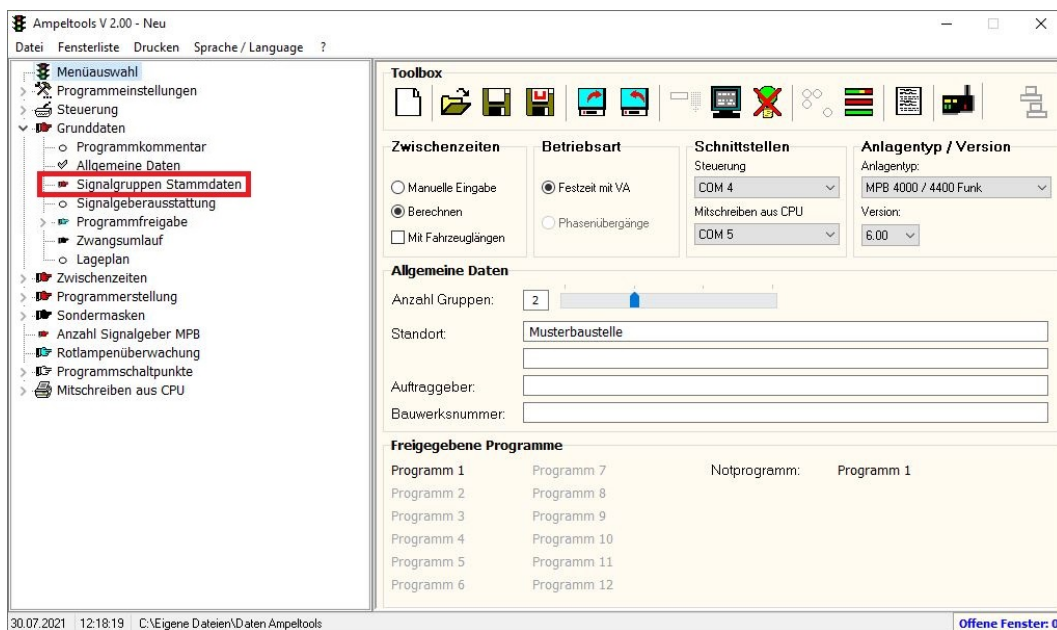 Ampeltools V 2.00 - Neu
Datei Fensterliste Drucken Sprache / Language ?
Menüauswahl
Programmeinstellungen
Steuerung
Grunddaten
Programmkommentar
Allgemeine Daten
Signalgruppen Stammdaten
Signalgeberausstattung
Programmfreigabe
Zwangsumlauf
Lageplan
Zwischenzeiten
Programmerstellung
Sondermasken
Anzahl Signalgeber MPB
Rotlampenüberwachung
Programmschaltpunkte
Mitschreiben aus CPU
Toolbox
Zwischenzeiten
Manuelle Eingabe
Berechnen
Mit Fahrzeuglängen
Betriebsart
Festzeit mit VA
Phasenübergänge
Schnittstellen
Steuerung
COM 4
Mitschreiben aus CPU
COM 5
Anlagentyp / Version
Anlagentyp:
MPB 4000 / 4400 Funk
Version:
6.00
Allgemeine Daten
Anzahl Gruppen: 2
Standort: Musterbaustelle
Auftraggeber:
Bauwerksnummer:
Freigegebene Programme
Programm 1 Programm 7 Notprogramm: Programm 1
Programm 2 Programm 8
Programm 3 Programm 9
Programm 4 Programm 10
Programm 5 Programm 11
Programm 6 Programm 12
30.07.2021 12:18:19 C:\Eigene Dateien\Daten Ampeltools Offene Fenster: 0